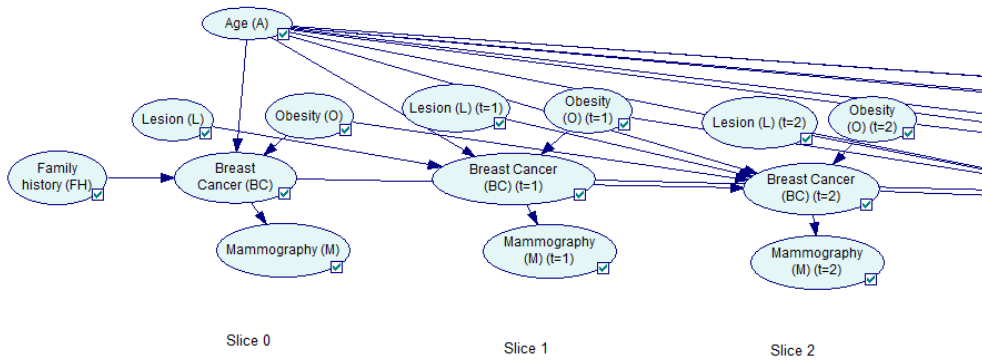 Age (A)
Lesion (L)
Obesity (O)
Lesion (L) (t=1)
Obesity
(O) (t=1)
Lesion (L) (t=2)
Obesity
(O) (t=2)
Family
history (FH)
Breast
Cancer (BC)
Breast Cancer
(BC) (t=1)
Breast Cancer
(BC) (t=2)
Mammography (M)
Mammography
(M) (t=1)
Mammography
(M) (t=2)
Slice 0
Slice 1
Slice 2